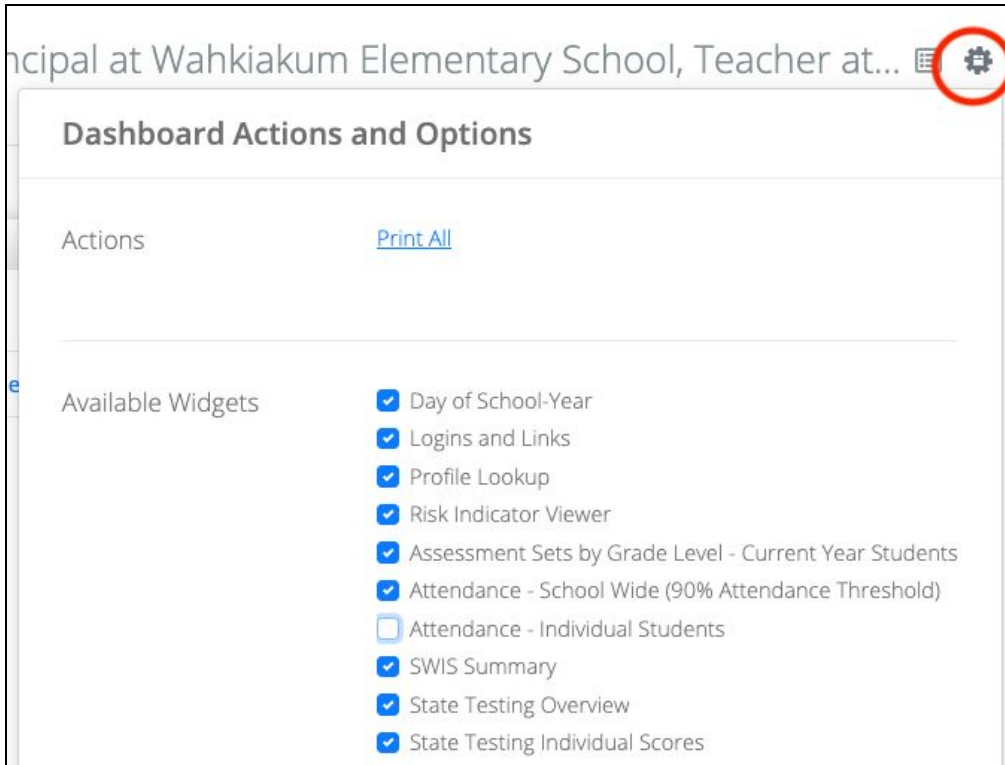 ncipal at Wahkiakum Elementary School, Teacher at...
Dashboard Actions and Options
Actions
Print All
e
Available Widgets
Day of School-Year
Logins and Links
Profile Lookup
Risk Indicator Viewer
Assessment Sets by Grade Level - Current Year Students
Attendance - School Wide (90% Attendance Threshold)
Attendance - Individual Students
SWIS Summary
State Testing Overview
State Testing Individual Scores